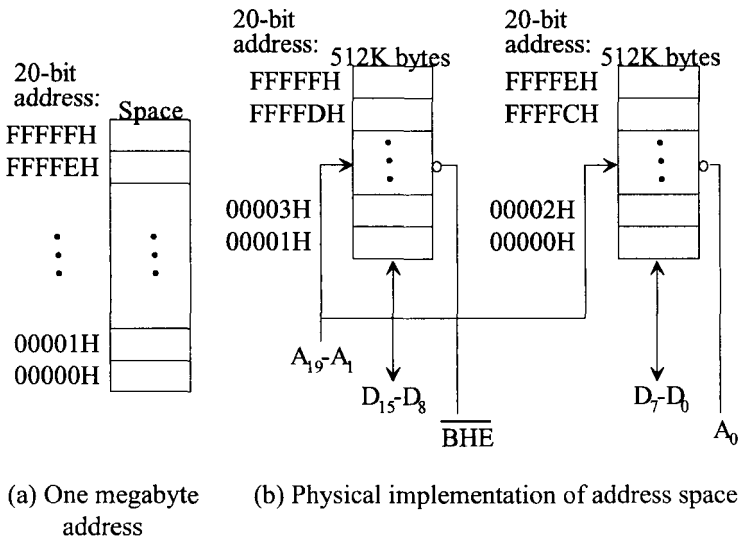 20-bit
address:
Space
FFFFFH
FFFFEH
00001H
00000H
20-bit
address:
512K bytes
FFFFFH
FFFFDH
00003H
00001H
A19-A1
D15-D8
BHE
20-bit
address:
512K bytes
FFFFEH
FFFFCH
00002H
00000H
D7-D0
A0
(a) One megabyte
address
(b) Physical implementation of address space